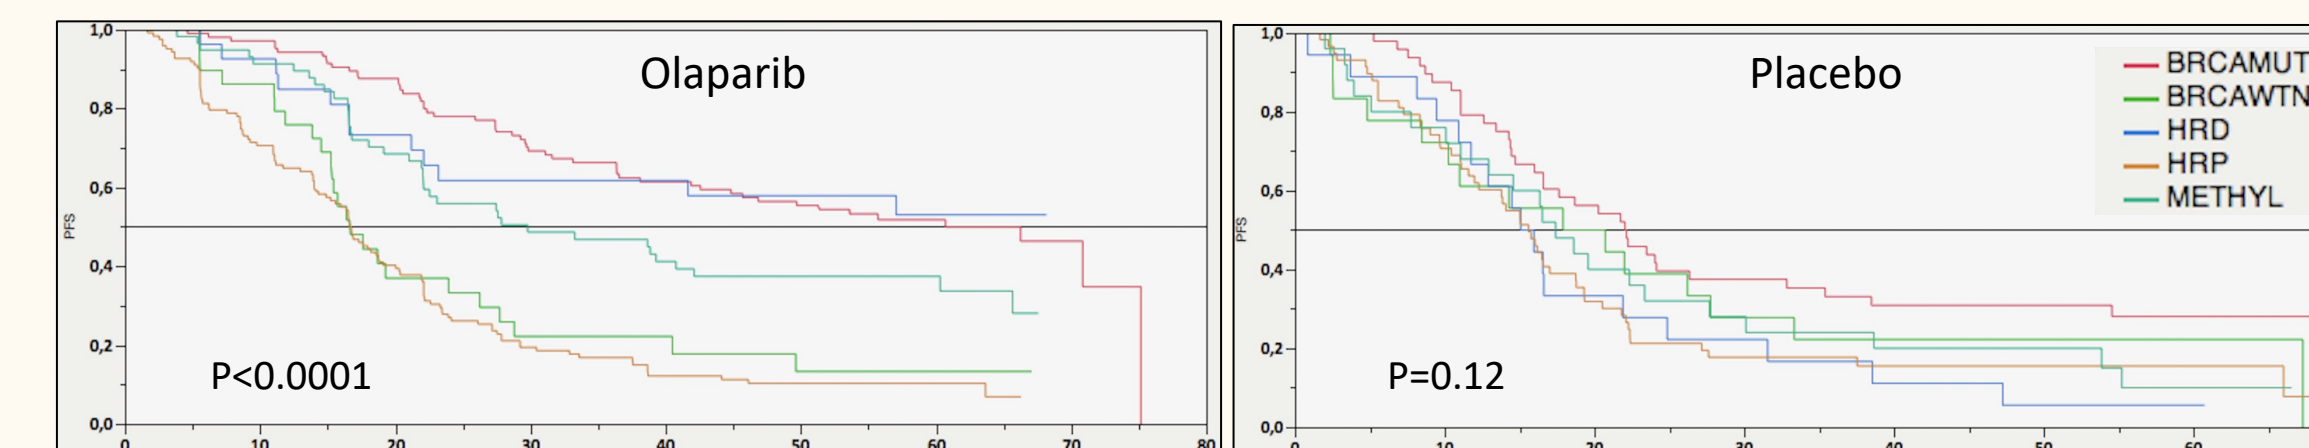 Olaparib
1,0
0,8
0,6
0,4
0,2
0,0
PFS
P<0.0001
0 10 20 30 40 50 60 70 80
Placebo
1,0
0,8
0,6
0,4
0,2
0,0
PFS
P=0.12
BRCAMUT
BRCAWTN
HRD
HRP
METHYL
0 10 20 30 40 50 60